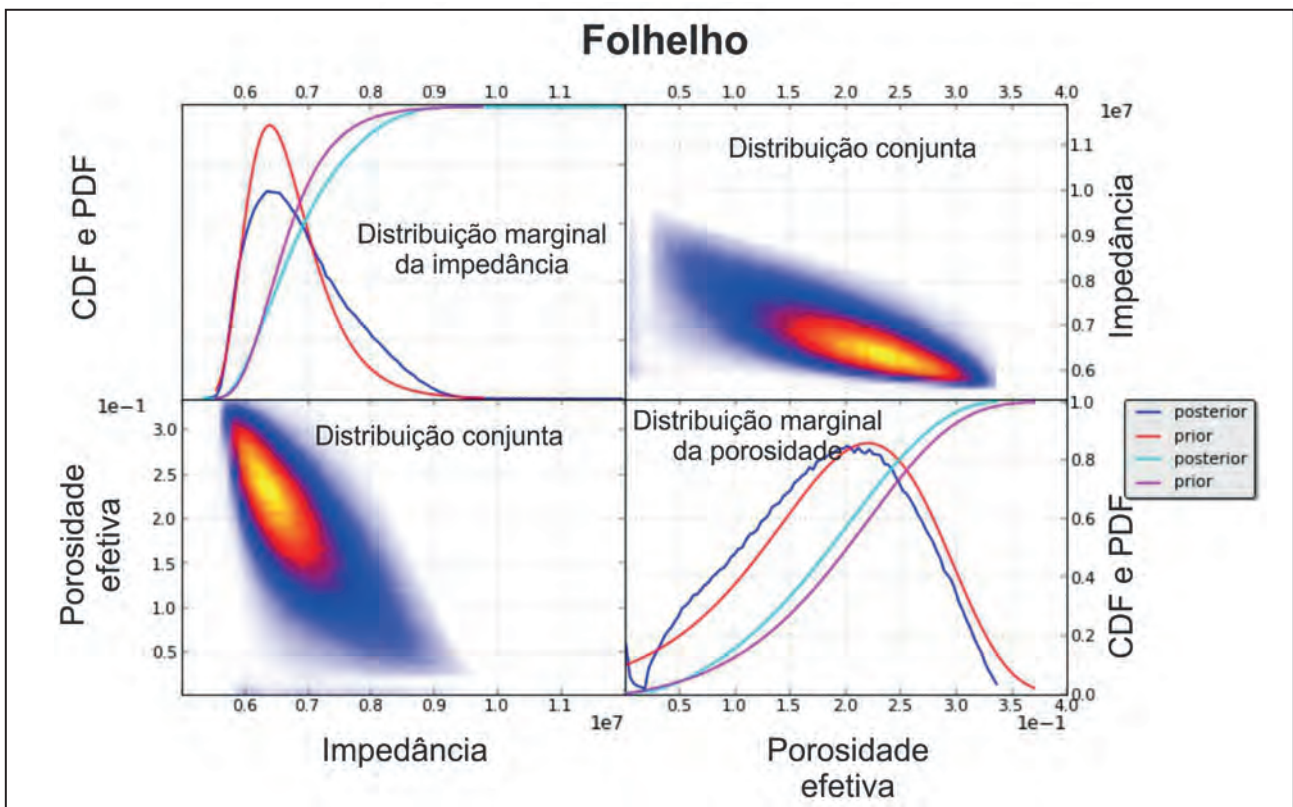 Folhelho
0.6 0.7 0.8 0.9 1.0 1.1
0.5 1.0 1.5 2.0 2.5 3.0 3.5 4.0
1e7
CDF e PDF
Distribuição marginal
da impedância
Distribuição conjunta
1.1
1.0
0.9
0.8
0.7
0.6
Impedância
1e−1
3.0
2.5
2.0
1.5
1.0
0.5
Porosidade
efetiva
Distribuição conjunta
Distribuição marginal
da porosidade
1.0
0.8
0.6
0.4
0.2
0.0
CDF e PDF
posterior
prior
posterior
prior
0.6 0.7 0.8 0.9 1.0 1.1
1e7
0.5 1.0 1.5 2.0 2.5 3.0 3.5 4.0
1e−1
Impedância
Porosidade
efetiva